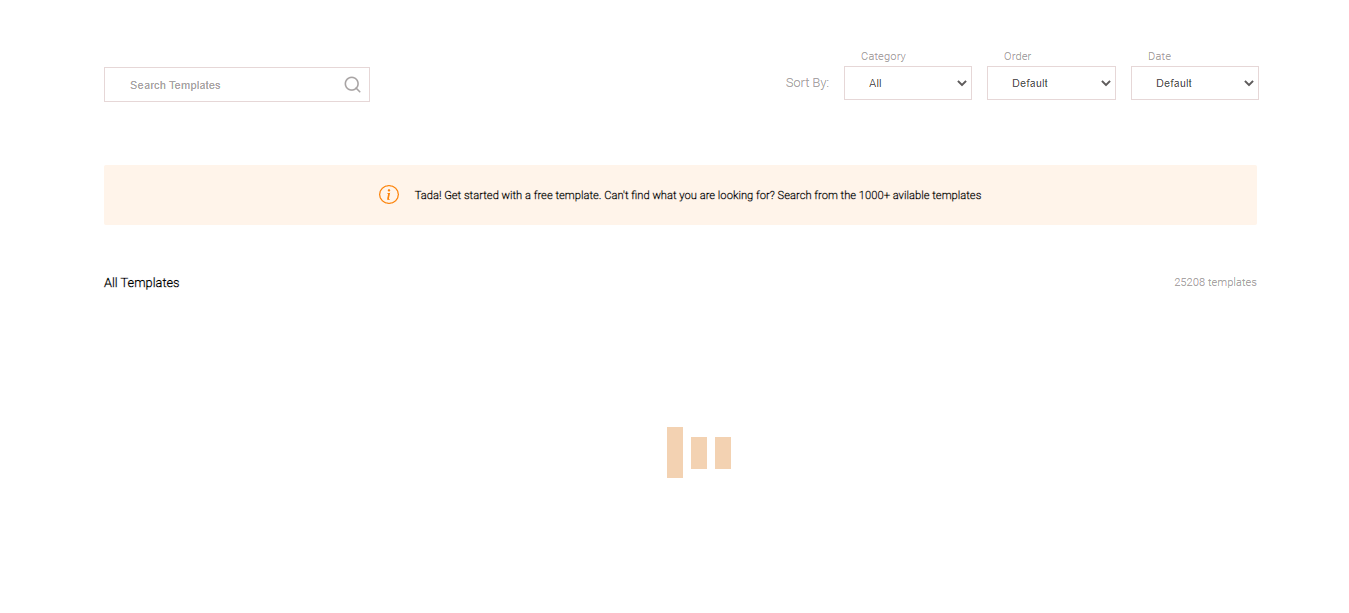 Category
Order
Date
Search Templates
Sort By:
All
Default
Default
Tada! Get started with a free template. Can't find what you are looking for? Search from the 1000+ avilable templates
All Templates
25208 templates